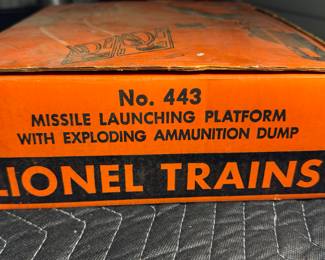 No. 443
MISSILE LAUNCHING PLATFORM
WITH EXPLODING AMMUNITION DUMP
LIONEL TRAINS